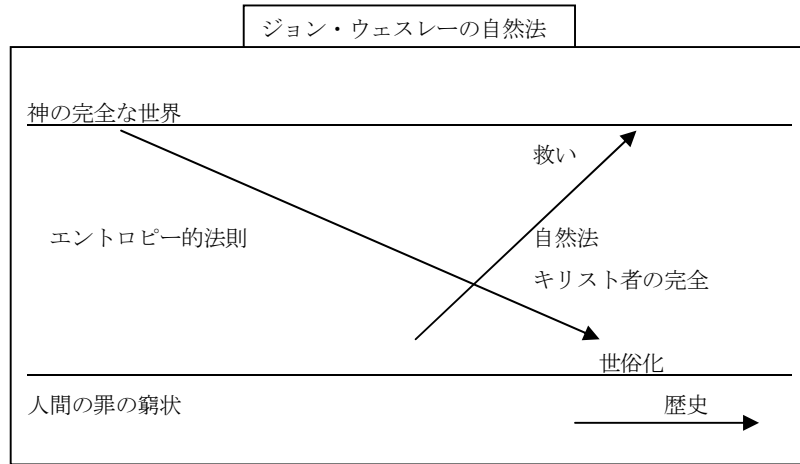 ジョン・ウェスレーの自然法
神の完全な世界
救い
エントロピー的法則
自然法
キリスト者の完全
世俗化
人間の罪の窮状
歴史